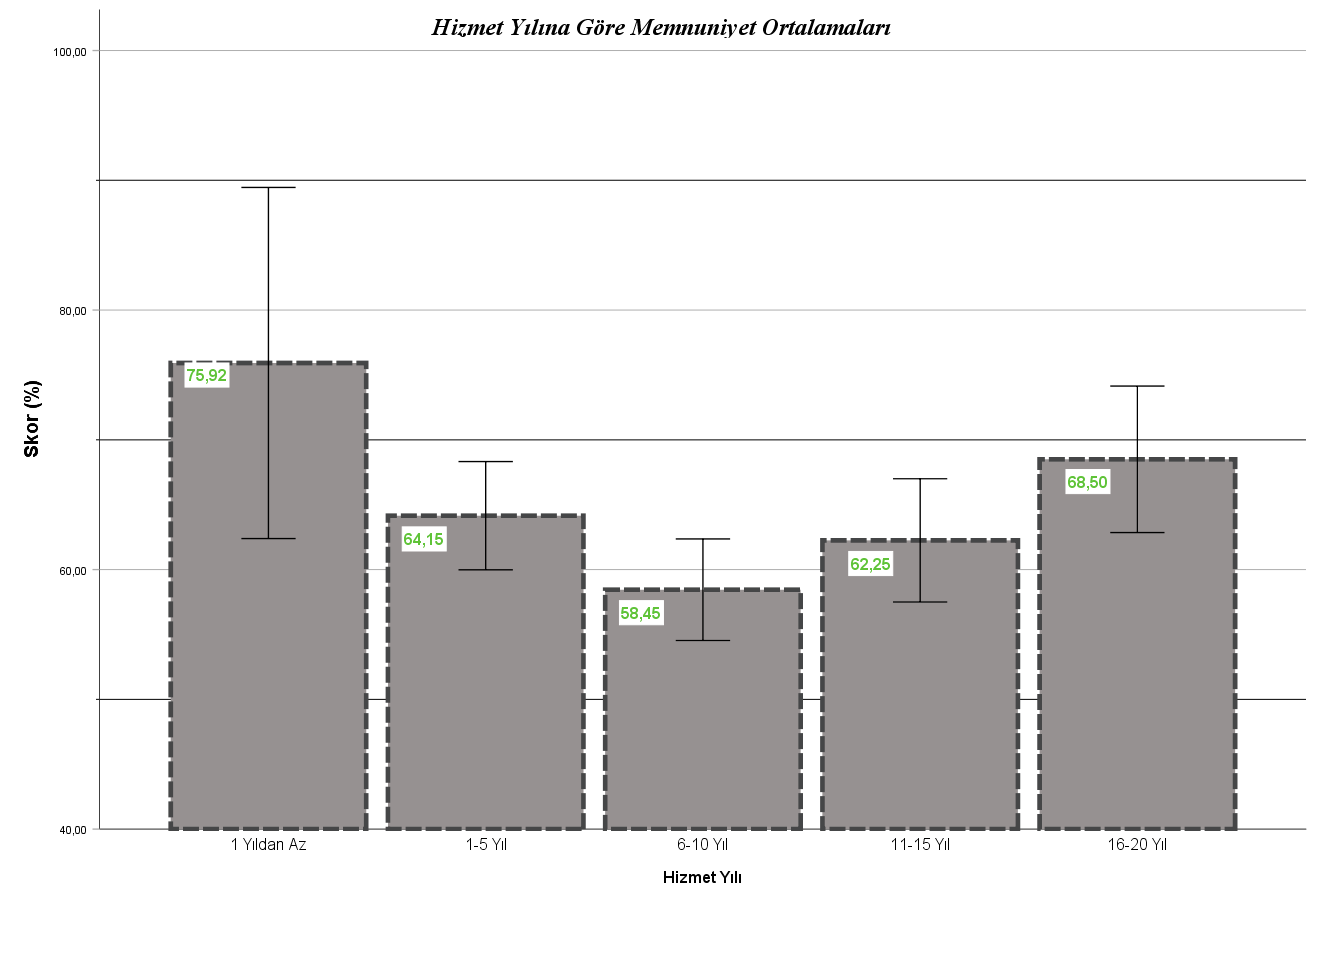 Hizmet Yılına Göre Memnuniyet Ortalamaları
100,00
80,00
60,00
40,00
Skor (%)
75,92
64,15
58,45
62,25
68,50
1 Yıldan Az
1-5 Yıl
6-10 Yıl
11-15 Yıl
16-20 Yıl
Hizmet Yılı